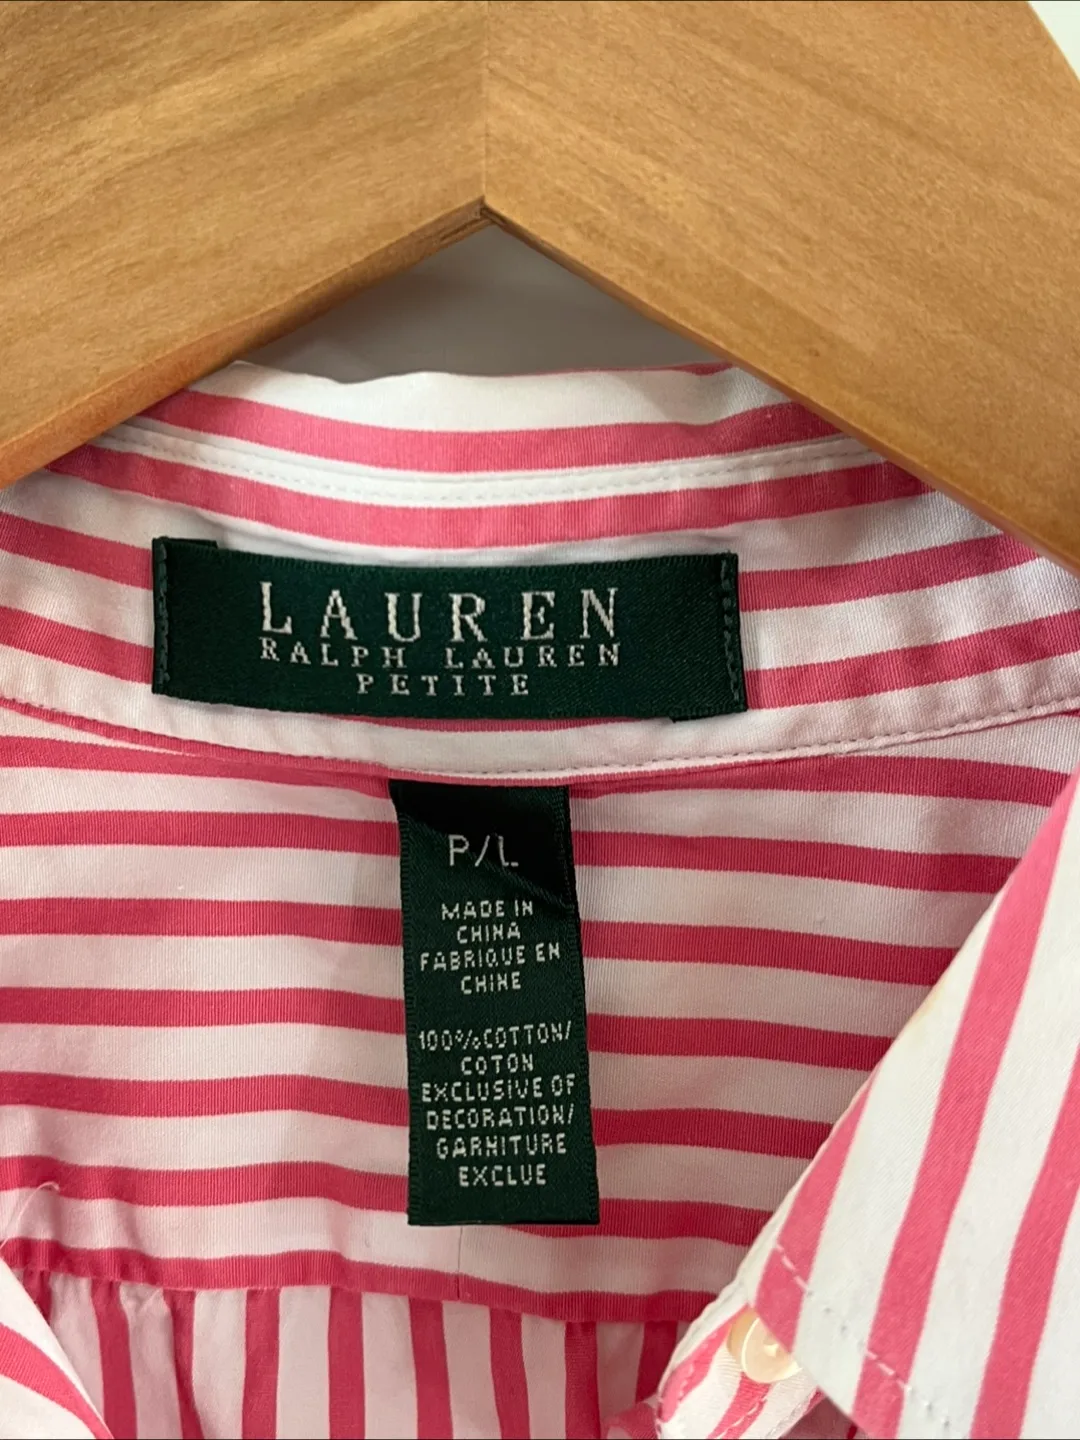 LAUREN
RALPH LAUREN
PETITE
P/L
MADE IN
CHINA
FABRIQUE EN
CHINE
100%COTTON/
COTON
EXCLUSIVE OF
DECORATION/
GARNITURE
EXCLUE